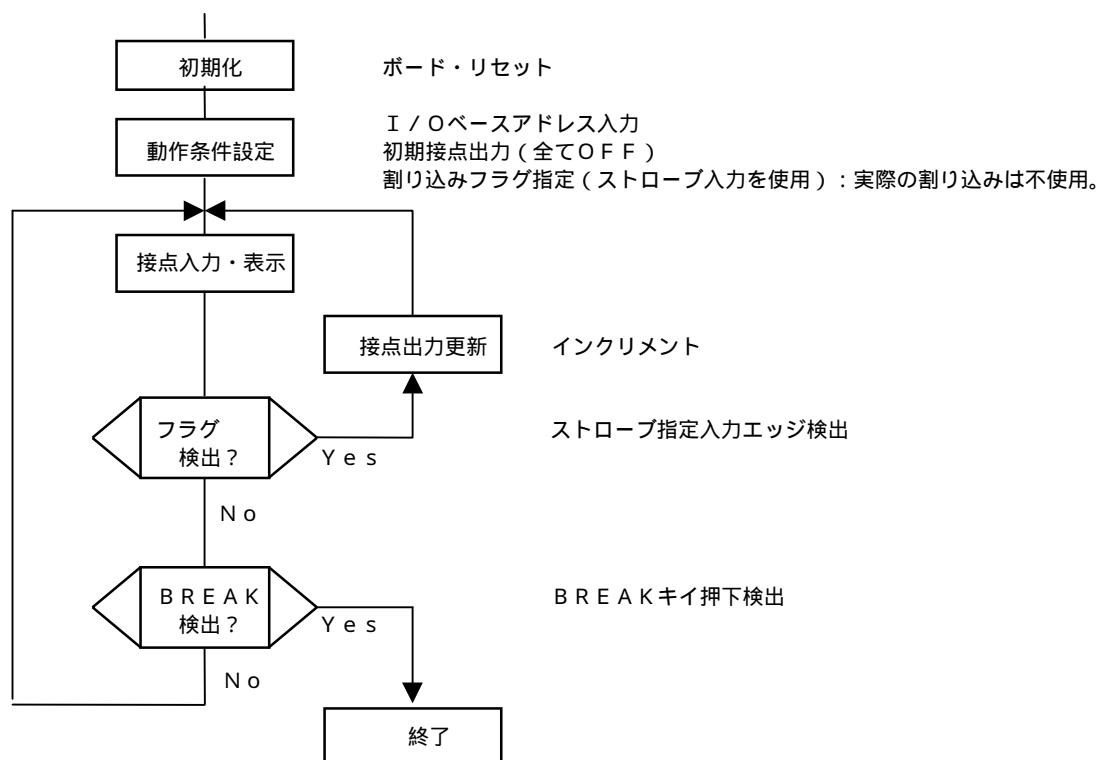 初期化
ボード・リセット
動作条件設定
Ｉ／Ｏベースアドレス入力
初期接点出力（全てＯＦＦ）
割り込みフラグ指定（ストローブ入力を使用）：実際の割り込みは不使用。
接点入力・表示
接点出力更新
インクリメント
フラグ
検出？
Ｙｅｓ
ストローブ指定入力エッジ検出
Ｎｏ
ＢＲＥＡＫ
検出？
Ｙｅｓ
ＢＲＥＡＫキイ押下検出
Ｎｏ
終了